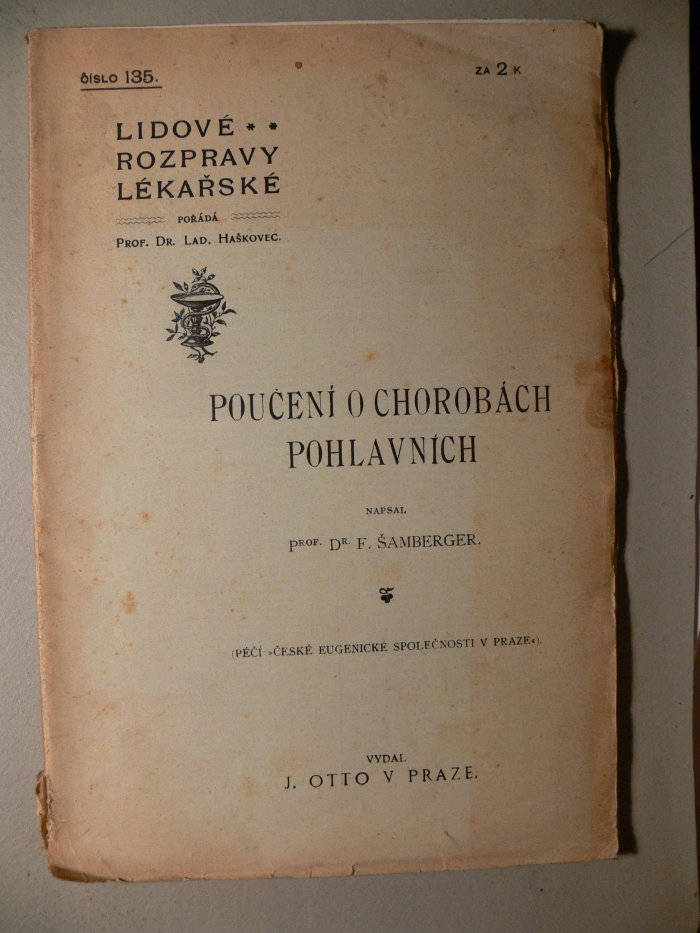 ČÍSLO 135.
ZA 2 K
LIDOVÉ * *
ROZPRAVY
LÉKAŘSKÉ
POŘÁDÁ
PROF. DR. LAD. HAŠKOVEC.
POUČENÍ O CHOROBÁCH
POHLAVNÍCH
NAPSAL
PROF. DR. F. ŠAMBERGER.
(PÉČÍ »ČESKÉ EUGENICKÉ SPOLEČNOSTI V PRAZE«).
VYDAL
J. OTTO V PRAZE.